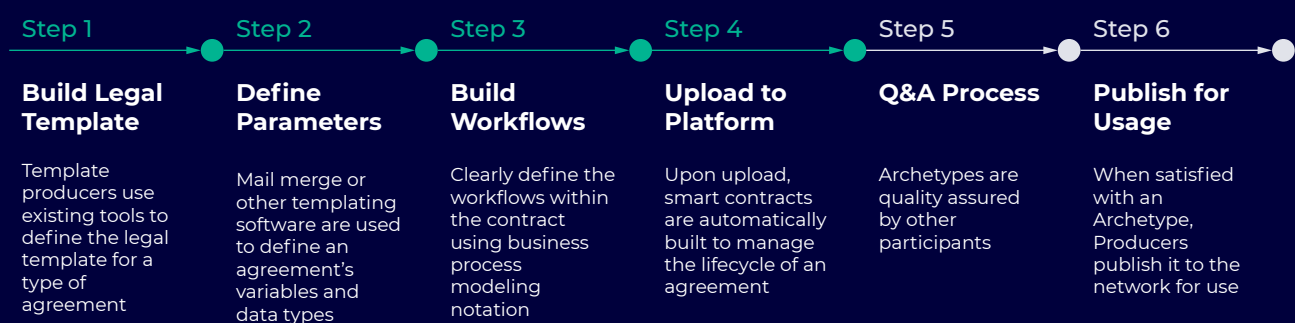 Step 1
Build Legal
Template
Template
producers use
existing tools to
define the legal
template for a
type of
agreement
Step 2
Define
Parameters
Mail merge or
other templating
software are used
to define an
agreement’s
variables and
data types
Step 3
Build
Workflows
Clearly define the
workflows within
the contract
using business
process
modeling
notation
Step 4
Upload to
Platform
Upon upload,
smart contracts
are automatically
built to manage
the lifecycle of an
agreement
Step 5
Q&A Process
Archetypes are
quality assured
by other
participants
Step 6
Publish for
Usage
When satisfied
with an
Archetype,
Producers
publish it to the
network for use